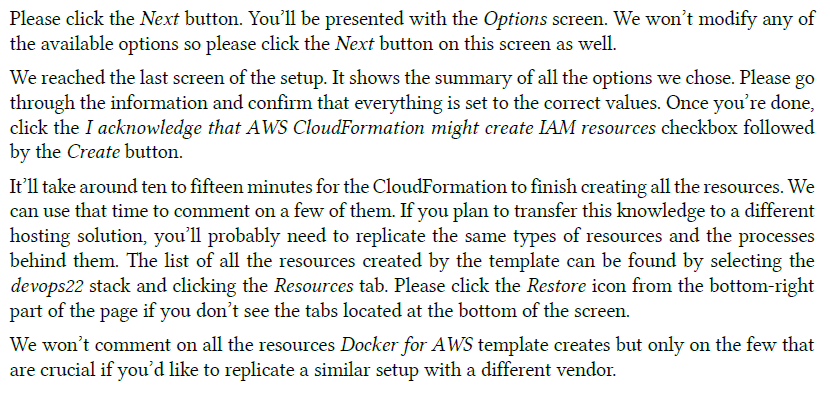 Please click the Next button. You’ll be presented with the Options screen. We won’t modify any of
the available options so please click the Next button on this screen as well.
We reached the last screen of the setup. It shows the summary of all the options we chose. Please go
through the information and confirm that everything is set to the correct values. Once you’re done,
click the I acknowledge that AWS CloudFormation might create IAM resources checkbox followed
by the Create button.
It’ll take around ten to fifteen minutes for the CloudFormation to finish creating all the resources. We
can use that time to comment on a few of them. If you plan to transfer this knowledge to a different
hosting solution, you’ll probably need to replicate the same types of resources and the processes
behind them. The list of all the resources created by the template can be found by selecting the
devops22 stack and clicking the Resources tab. Please click the Restore icon from the bottom-right
part of the page if you don’t see the tabs located at the bottom of the screen.
We won’t comment on all the resources Docker for AWS template creates but only on the few that
are crucial if you’d like to replicate a similar setup with a different vendor.